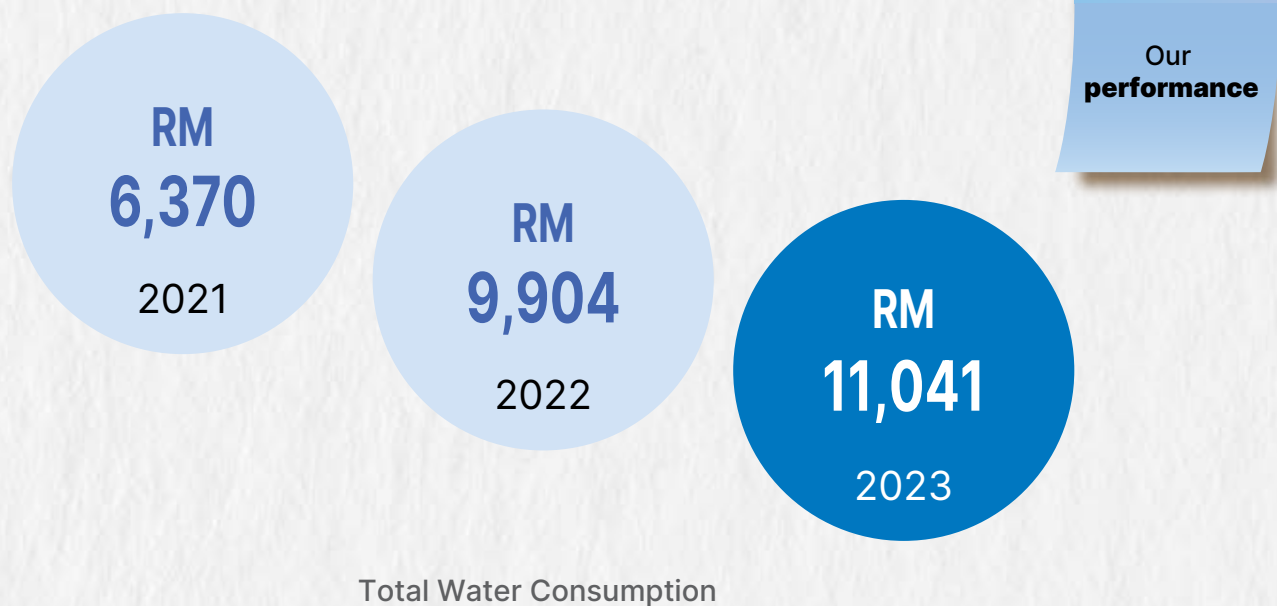 Our
performance
RM
6,370
2021
RM
9,904
2022
RM
11,041
2023
Total Water Consumption